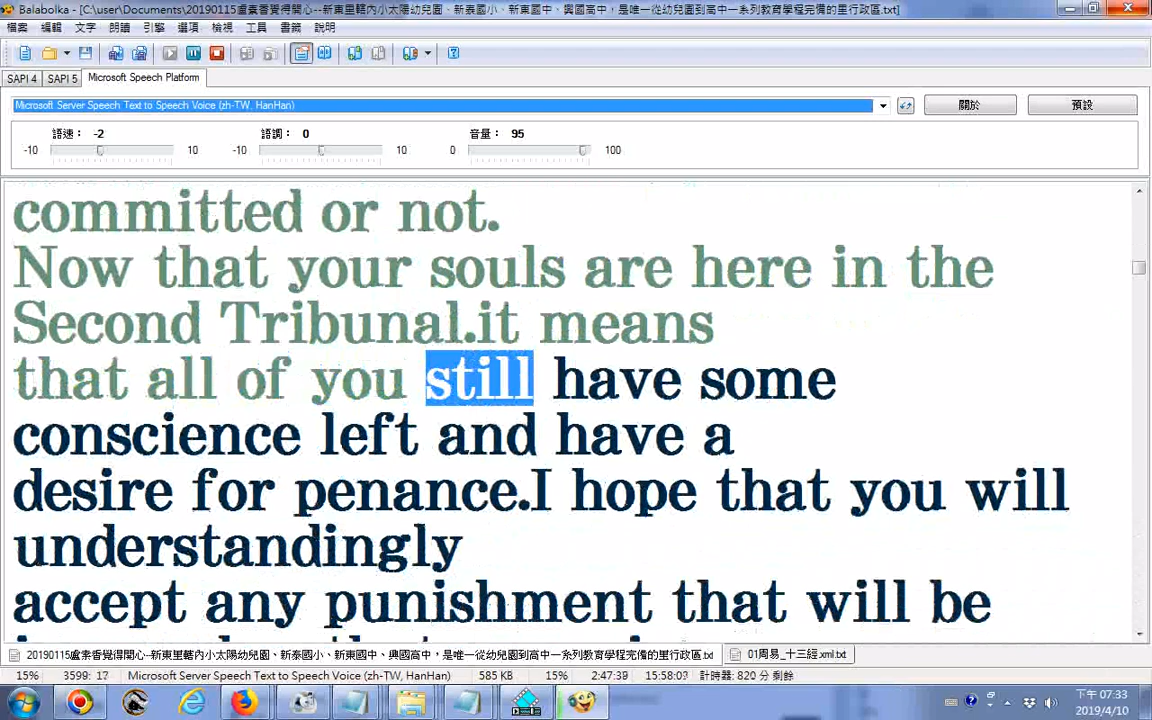 Balabolka - [C:\user\Documents\20190115盧素香覺得開心--新東里轄內小太陽幼兒園、新泰國小、新東國中、興國高中，是唯一從幼兒園到高中一系列教育學程完備的里行政區.txt]
檔案 編輯 文字 朗讀 引擎 選項 檢視 工具 書籤 說明
SAPI 4 SAPI 5 Microsoft Speech Platform
Microsoft Server Speech Text to Speech Voice (zh-TW, HanHan) 關於 預設
語速： -2 語調： 0 音量： 95
-10 10 -10 10 0 100
committed or not.
Now that your souls are here in the
Second Tribunal.it means
that all of you still have some
conscience left and have a
desire for penance.I hope that you will
understandingly
accept any punishment that will be
20190115盧素香覺得開心--新東里轄內小太陽幼兒園、新泰國小、新東國中、興國高中，是唯一從幼兒園到高中一系列教育學程完備的里行政區.txt 01周易_十三經.xml.txt
15% 3599: 17 Microsoft Server Speech Text to Speech Voice (zh-TW, HanHan) 585 KB 15% 2:47:39 15:58:03 計時器: 820 分 剩餘
下午 07:33
2019/4/10